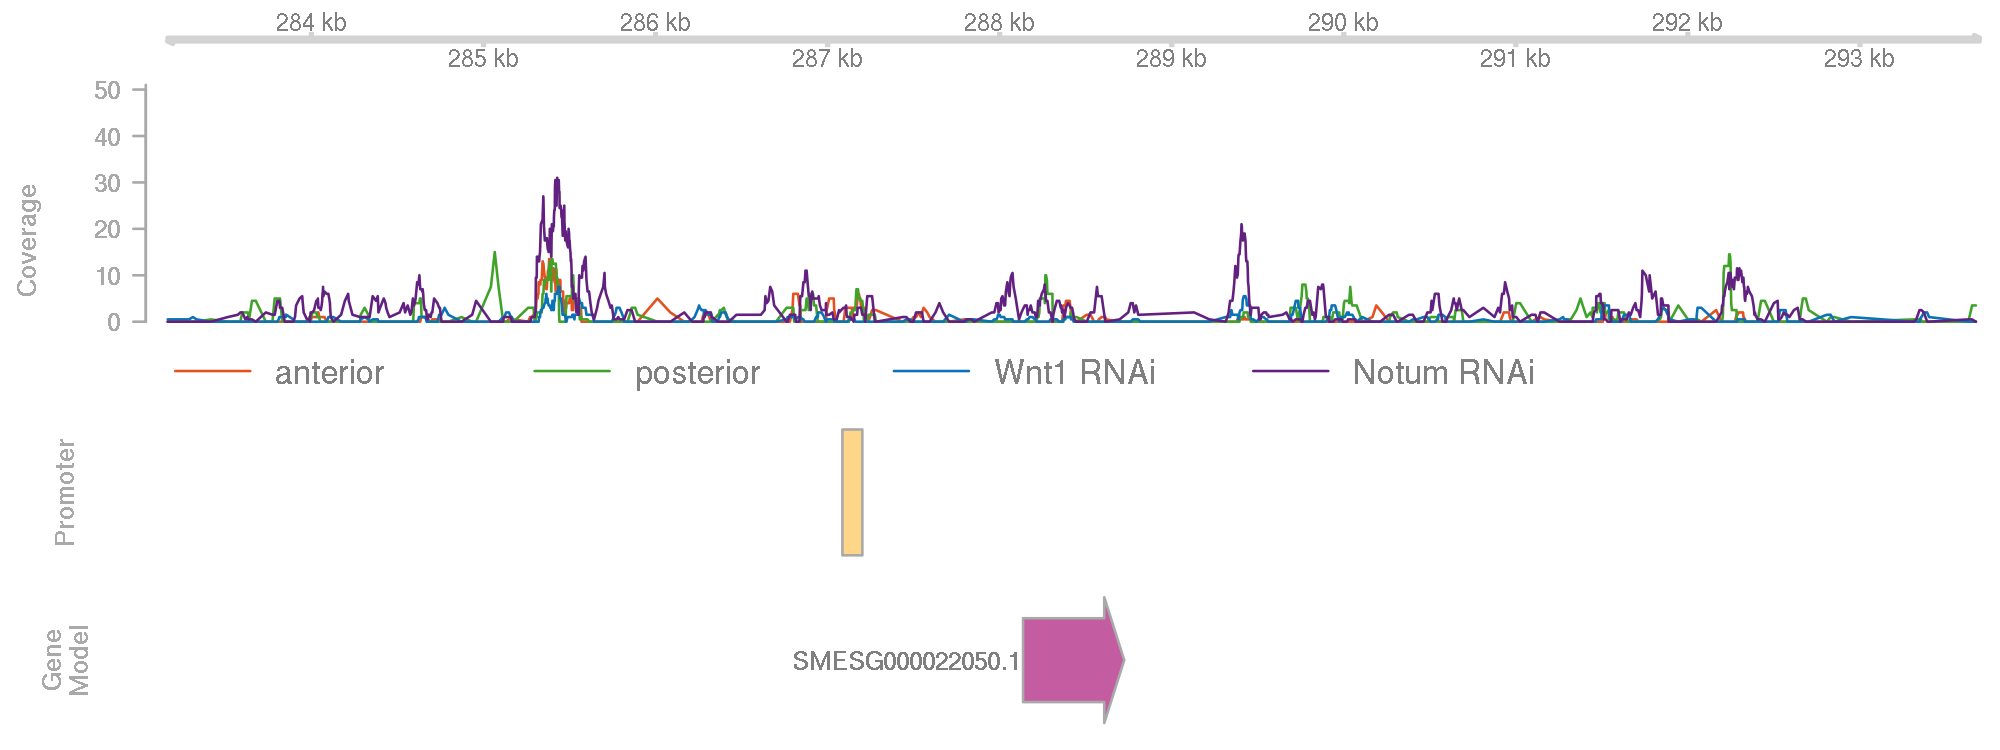 284 kb 286 kb 288 kb 290 kb 292 kb
285 kb 287 kb 289 kb 291 kb 293 kb
50
40
30
20
10
0
Coverage
anterior posterior Wnt1 RNAi Notum RNAi
Promoter
Gene
Model
SMESG000022050.1